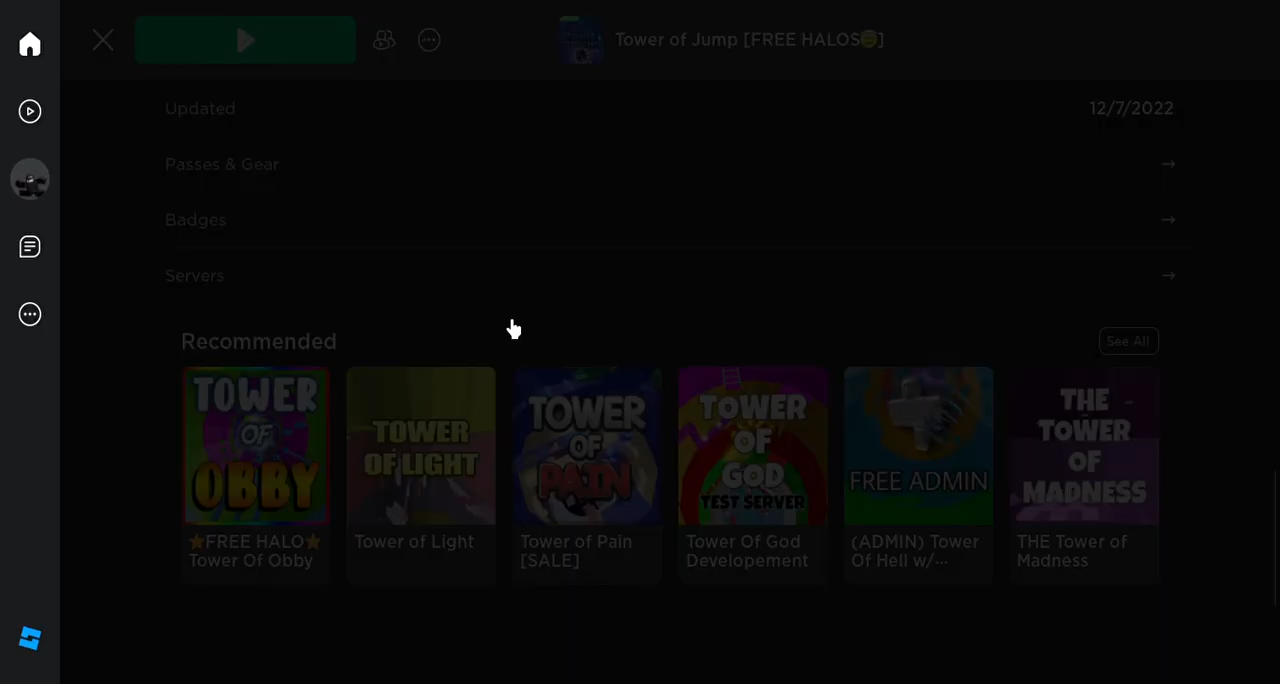 Tower of Jump [FREE HALOS😇]
Updated 12/7/2022
Passes & Gear →
Badges →
Servers →
Recommended See All
TOWER
OF
OBBY
TOWER
OF LIGHT
TOWER
OF
PAIN
TOWER
OF
GOD
TEST SERVER
FREE ADMIN
THE
TOWER
OF
MADNESS
⭐FREE HALO⭐
Tower Of Obby
Tower of Light
Tower of Pain
[SALE]
Tower Of God
Developement
(ADMIN) Tower
Of Hell w/...
THE Tower of
Madness